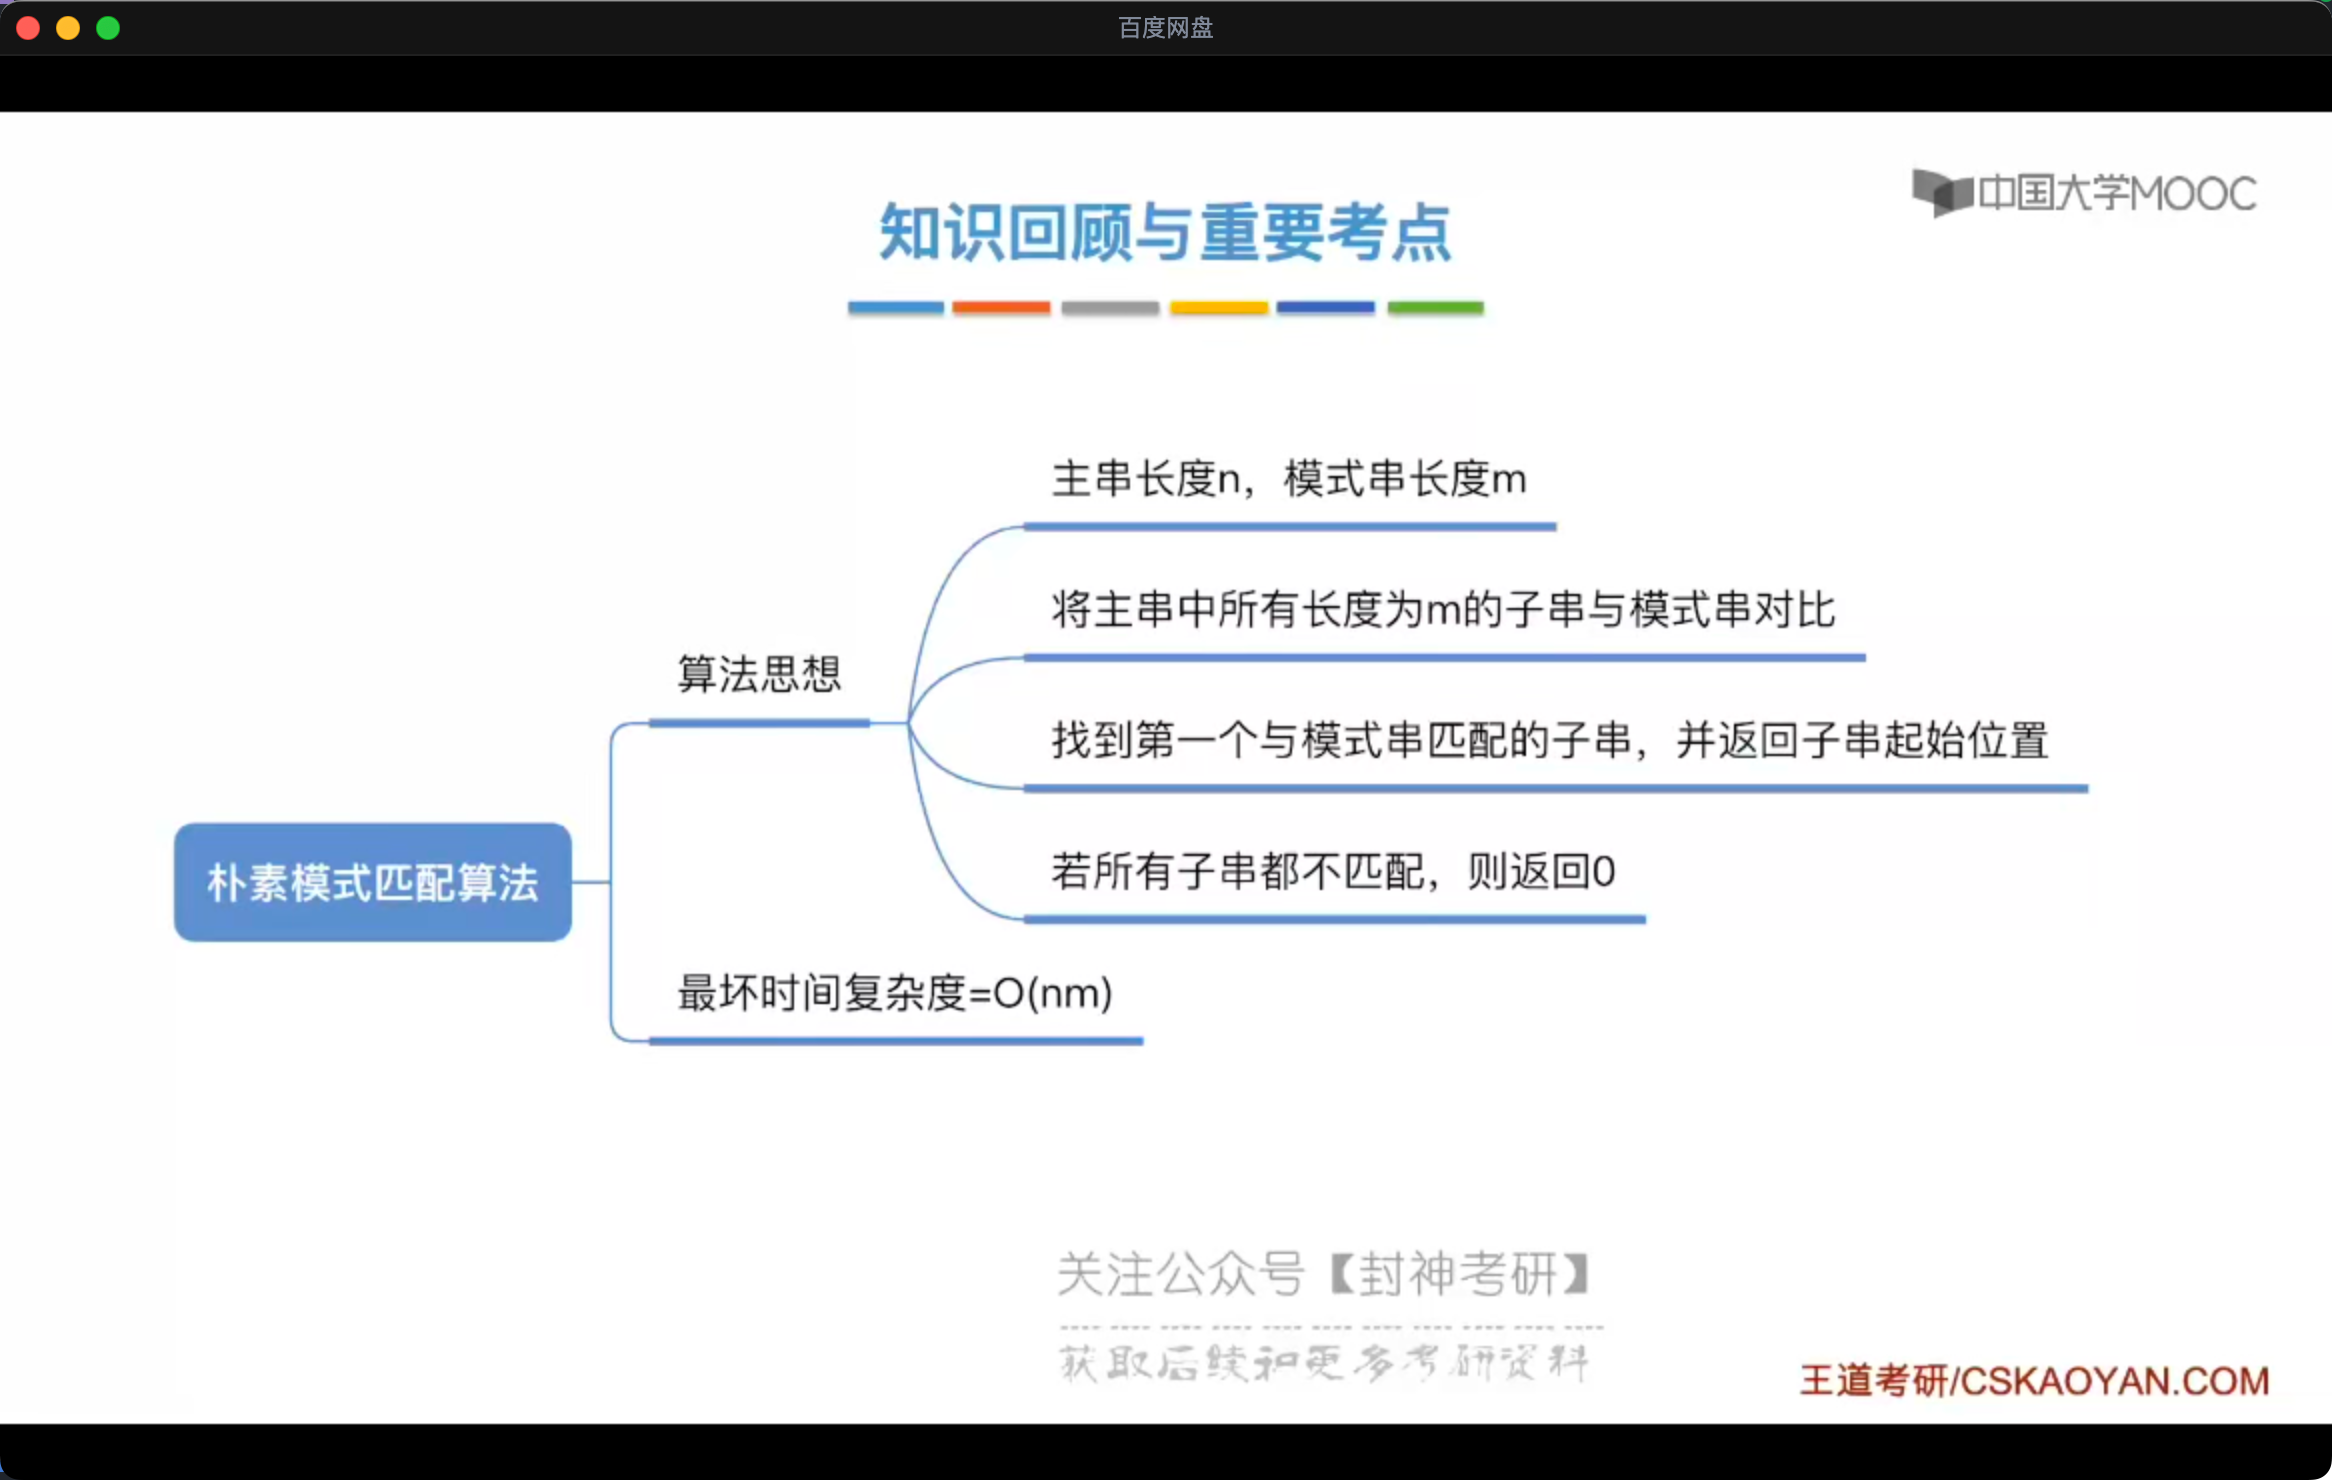 百度网盘
中国大学MOOC
知识回顾与重要考点
主串长度n，模式串长度m
将主串中所有长度为m的子串与模式串对比
算法思想
找到第一个与模式串匹配的子串，并返回子串起始位置
朴素模式匹配算法
若所有子串都不匹配，则返回0
最坏时间复杂度=O(nm)
关注公众号【封神考研】
获取后续和更多考研资料
王道考研/CSKAOYAN.COM